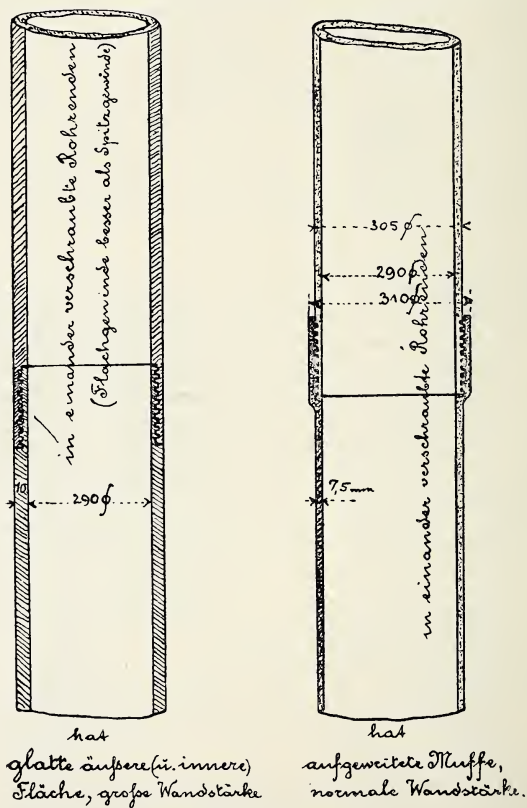 in einander verschraubte Rohrenden
(Flachgewinde besser als Spitzgewinde)
10
290 ϕ
hat
glatte äußere (u. innere)
Fläche, große Wandstärke
305 ϕ
290 ϕ
310 ϕ
in einander verschraubte Rohrenden
7,5 mm
hat
aufgeweitete Muffe,
normale Wandstärke.